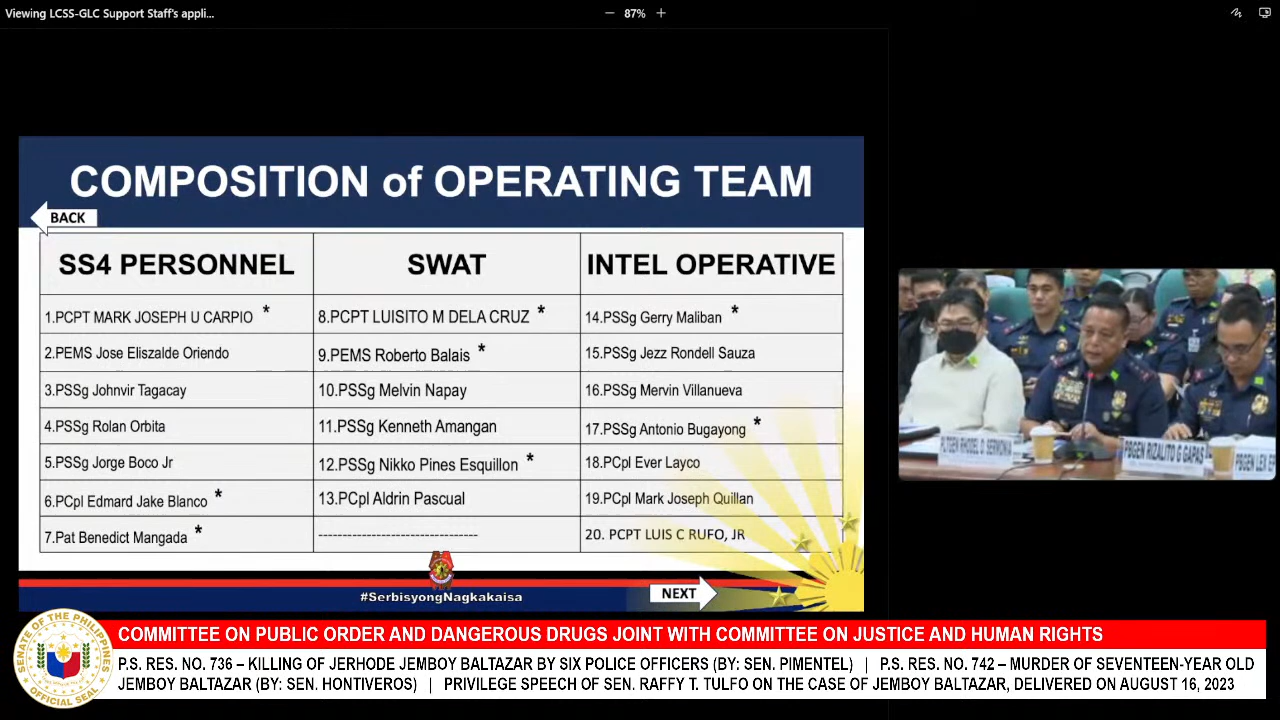 Viewing LCSS-GLC Support Staff's appli...
87%
COMPOSITION of OPERATING TEAM
BACK
SS4 PERSONNEL
SWAT
INTEL OPERATIVE
1.PCPT MARK JOSEPH U CARPIO *
8.PCPT LUISITO M DELA CRUZ *
14.PSSg Gerry Maliban *
2.PEMS Jose Eliszalde Oriendo
9.PEMS Roberto Balais *
15.PSSg Jezz Rondell Sauza
3.PSSg Johnvir Tagacay
10.PSSg Melvin Napay
16.PSSg Mervin Villanueva
4.PSSg Rolan Orbita
11.PSSg Kenneth Amangan
17.PSSg Antonio Bugayong *
5.PSSg Jorge Boco Jr
12.PSSg Nikko Pines Esquillon *
18.PCpl Ever Layco
6.PCpl Edmard Jake Blanco *
13.PCpl Aldrin Pascual
19.PCpl Mark Joseph Quillan
7.Pat Benedict Mangada *
---------------------------------
20. PCPT LUIS C RUFO, JR
#SerbisyongNagkakaisa
NEXT
PLTGEN RHODEL O. SERMONIA
PBGEN RIZALITO G GAPAS
PBGEN LEX
SENATE OF THE PHILIPPINES
OFFICIAL SEAL
COMMITTEE ON PUBLIC ORDER AND DANGEROUS DRUGS JOINT WITH COMMITTEE ON JUSTICE AND HUMAN RIGHTS
P.S. RES. NO. 736 – KILLING OF JERHODE JEMBOY BALTAZAR BY SIX POLICE OFFICERS (BY: SEN. PIMENTEL) | P.S. RES. NO. 742 – MURDER OF SEVENTEEN-YEAR OLD
JEMBOY BALTAZAR (BY: SEN. HONTIVEROS) | PRIVILEGE SPEECH OF SEN. RAFFY T. TULFO ON THE CASE OF JEMBOY BALTAZAR, DELIVERED ON AUGUST 16, 2023